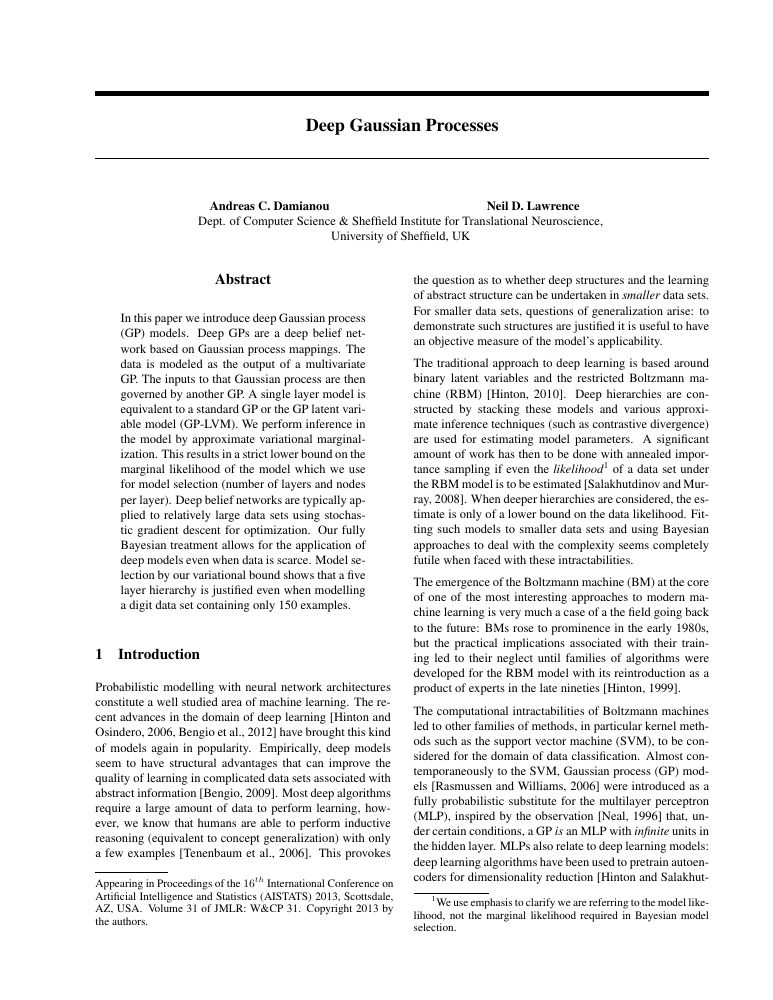 Deep Gaussian Processes
Andreas C. Damianou
Neil D. Lawrence
Dept. of Computer Science & Sheffield Institute for Translational Neuroscience,
University of Sheffield, UK
Abstract
In this paper we introduce deep Gaussian process
(GP) models. Deep GPs are a deep belief net-
work based on Gaussian process mappings. The
data is modeled as the output of a multivariate
GP. The inputs to that Gaussian process are then
governed by another GP. A single layer model is
equivalent to a standard GP or the GP latent vari-
able model (GP-LVM). We perform inference in
the model by approximate variational marginal-
ization. This results in a strict lower bound on the
marginal likelihood of the model which we use
for model selection (number of layers and nodes
per layer). Deep belief networks are typically ap-
plied to relatively large data sets using stochas-
tic gradient descent for optimization. Our fully
Bayesian treatment allows for the application of
deep models even when data is scarce. Model se-
lection by our variational bound shows that a five
layer hierarchy is justified even when modelling
a digit data set containing only 150 examples.
1 Introduction
Probabilistic modelling with neural network architectures
constitute a well studied area of machine learning. The re-
cent advances in the domain of deep learning [Hinton and
Osindero, 2006, Bengio et al., 2012] have brought this kind
of models again in popularity. Empirically, deep models
seem to have structural advantages that can improve the
quality of learning in complicated data sets associated with
abstract information [Bengio, 2009]. Most deep algorithms
require a large amount of data to perform learning, how-
ever, we know that humans are able to perform inductive
reasoning (equivalent to concept generalization) with only
a few examples [Tenenbaum et al., 2006]. This provokes
Appearing in Proceedings of the 16th International Conference on
Artificial Intelligence and Statistics (AISTATS) 2013, Scottsdale,
AZ, USA. Volume 31 of JMLR: W&CP 31. Copyright 2013 by
the authors.
the question as to whether deep structures and the learning
of abstract structure can be undertaken in smaller data sets.
For smaller data sets, questions of generalization arise: to
demonstrate such structures are justified it is useful to have
an objective measure of the model's applicability.
The traditional approach to deep learning is based around
binary latent variables and the restricted Boltzmann ma-
chine (RBM) [Hinton, 2010]. Deep hierarchies are con-
structed by stacking these models and various approxi-
mate inference techniques (such as contrastive divergence)
are used for estimating model parameters. A significant
amount of work has then to be done with annealed impor-
tance sampling if even the likelihood1 of a data set under
the RBM model is to be estimated [Salakhutdinov and Mur-
ray, 2008]. When deeper hierarchies are considered, the es-
timate is only of a lower bound on the data likelihood. Fit-
ting such models to smaller data sets and using Bayesian
approaches to deal with the complexity seems completely
futile when faced with these intractabilities.
The emergence of the Boltzmann machine (BM) at the core
of one of the most interesting approaches to modern ma-
chine learning is very much a case of a the field going back
to the future: BMs rose to prominence in the early 1980s,
but the practical implications associated with their train-
ing led to their neglect until families of algorithms were
developed for the RBM model with its reintroduction as a
product of experts in the late nineties [Hinton, 1999].
The computational intractabilities of Boltzmann machines
led to other families of methods, in particular kernel meth-
ods such as the support vector machine (SVM), to be con-
sidered for the domain of data classification. Almost con-
temporaneously to the SVM, Gaussian process (GP) mod-
els [Rasmussen and Williams, 2006] were introduced as a
fully probabilistic substitute for the multilayer perceptron
(MLP), inspired by the observation [Neal, 1996] that, un-
der certain conditions, a GP is an MLP with infinite units in
the hidden layer. MLPs also relate to deep learning models:
deep learning algorithms have been used to pretrain autoen-
coders for dimensionality reduction [Hinton and Salakhut-
1We use emphasis to clarify we are referring to the model like-
lihood, not the marginal likelihood required in Bayesian model
selection.